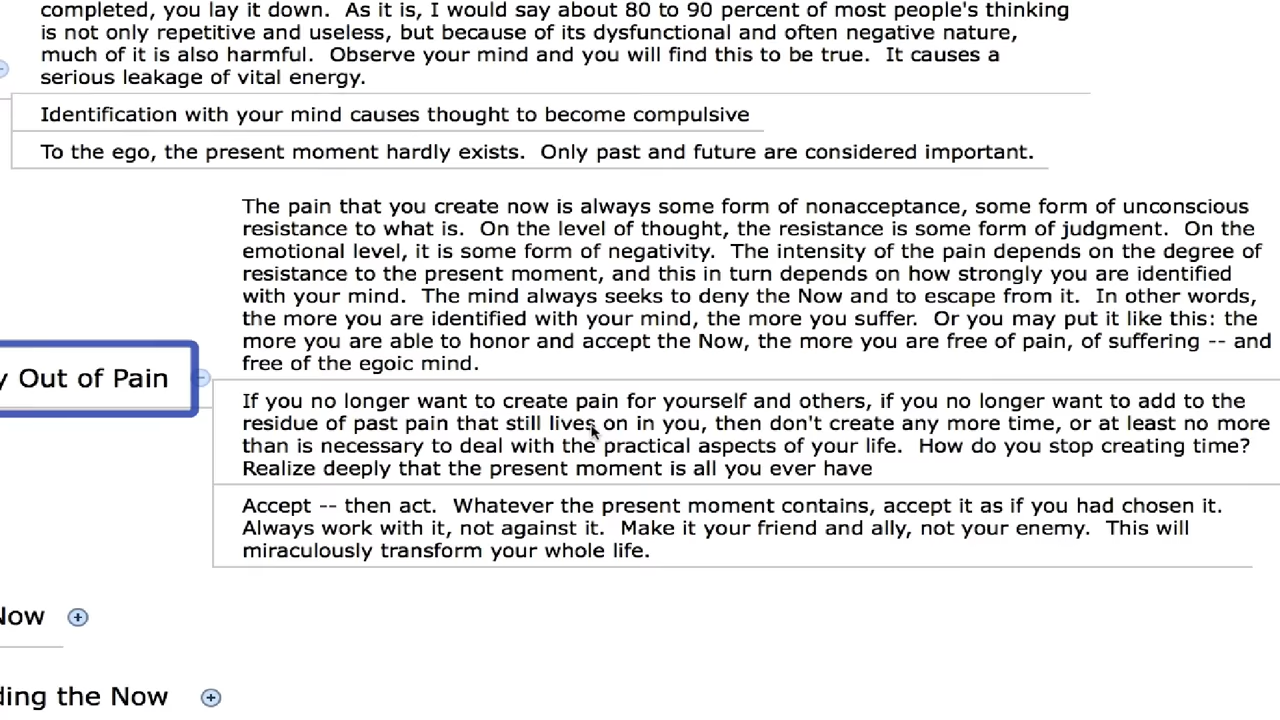 completed, you lay it down.  As it is, I would say about 80 to 90 percent of most people's thinking
is not only repetitive and useless, but because of its dysfunctional and often negative nature,
much of it is also harmful.  Observe your mind and you will find this to be true.  It causes a
serious leakage of vital energy.
Identification with your mind causes thought to become compulsive
To the ego, the present moment hardly exists.  Only past and future are considered important.
The pain that you create now is always some form of nonacceptance, some form of unconscious
resistance to what is.  On the level of thought, the resistance is some form of judgment.  On the
emotional level, it is some form of negativity.  The intensity of the pain depends on the degree of
resistance to the present moment, and this in turn depends on how strongly you are identified
with your mind.  The mind always seeks to deny the Now and to escape from it.  In other words,
the more you are identified with your mind, the more you suffer.  Or you may put it like this: the
more you are able to honor and accept the Now, the more you are free of pain, of suffering -- and
free of the egoic mind.
y Out of Pain
If you no longer want to create pain for yourself and others, if you no longer want to add to the
residue of past pain that still lives on in you, then don't create any more time, or at least no more
than is necessary to deal with the practical aspects of your life.  How do you stop creating time?
Realize deeply that the present moment is all you ever have
Accept -- then act.  Whatever the present moment contains, accept it as if you had chosen it.
Always work with it, not against it.  Make it your friend and ally, not your enemy.  This will
miraculously transform your whole life.
Now
ding the Now